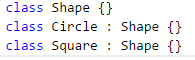 class Shape {}
class Circle : Shape {}
class Square : Shape {}